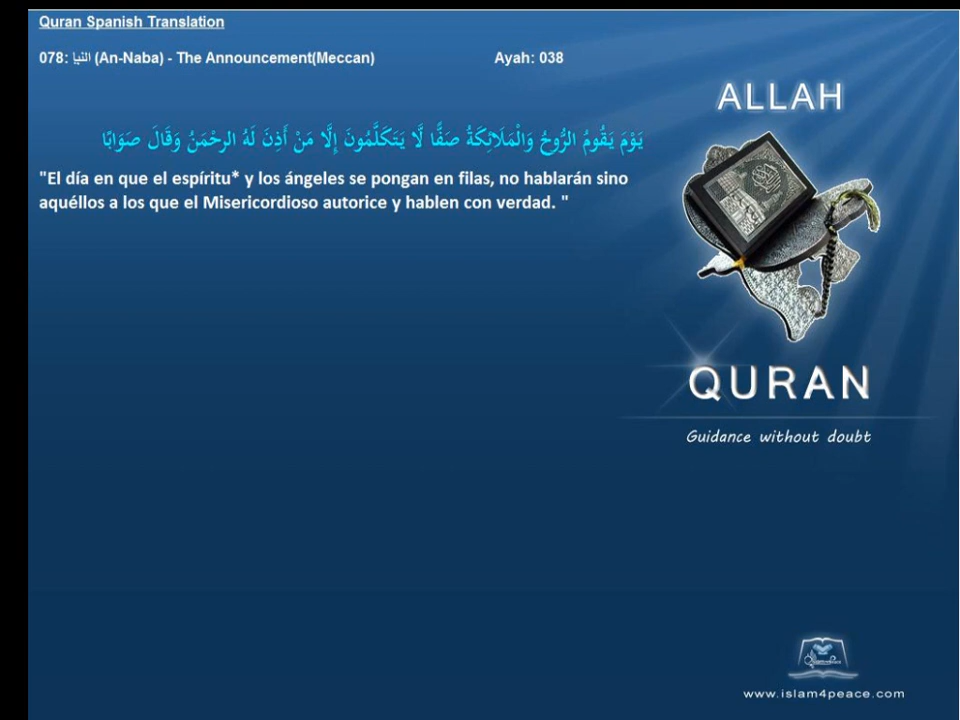 Quran Spanish Translation
078: النبإ (An-Naba) - The Announcement(Meccan) Ayah: 038
يَوْمَ يَقُومُ الرُّوحُ وَالْمَلَائِكَةُ صَفًّا لَّا يَتَكَلَّمُونَ إِلَّا مَنْ أَذِنَ لَهُ الرحْمَنُ وَقَالَ صَوَابًا
"El día en que el espíritu* y los ángeles se pongan en filas, no hablarán sino
aquéllos a los que el Misericordioso autorice y hablen con verdad. "
ALLAH
QURAN
Guidance without doubt
www.islam4peace.com